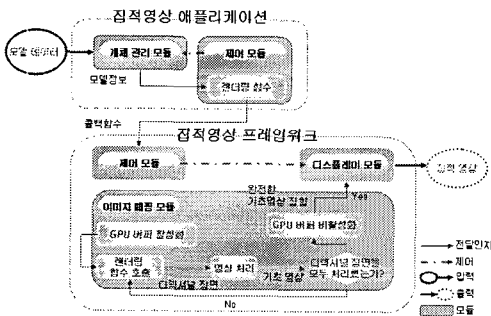 집적영상 애플리케이션
모델 데이터
객체 관리 모듈
제어 모듈
모델정보
렌더링 함수
콜백함수
집적영상 프레임워크
제어 모듈
디스플레이 모듈
집적 영상
완전한
기초영상 집합
Yes
이미지 매핑 모듈
GPU 버퍼 활성화
GPU 버퍼 비활성화
렌더링
함수 호출
영상 처리
기초 영상
디렉셔널 장면을
모두 처리했는가?
디렉셔널 장면
No
전달인자
제어
입력
출력
모듈